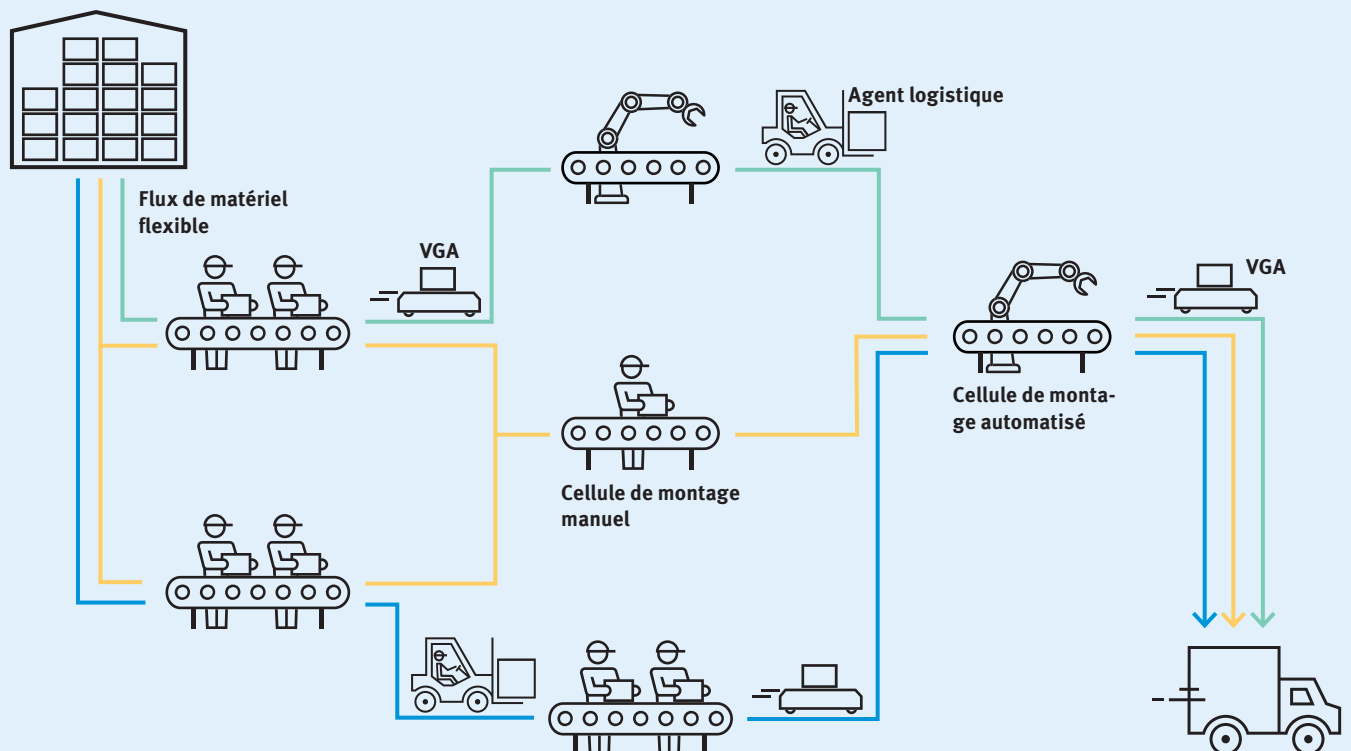 Agent logistique
Flux de matériel
flexible
VGA
VGA
Cellule de monta-
ge automatisé
Cellule de montage
manuel